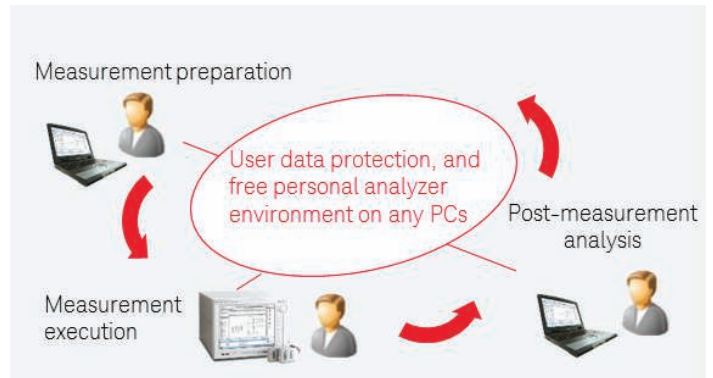 Measurement preparation
User data protection, and
free personal analyzer
environment on any PCs
Post-measurement
analysis
Measurement
execution